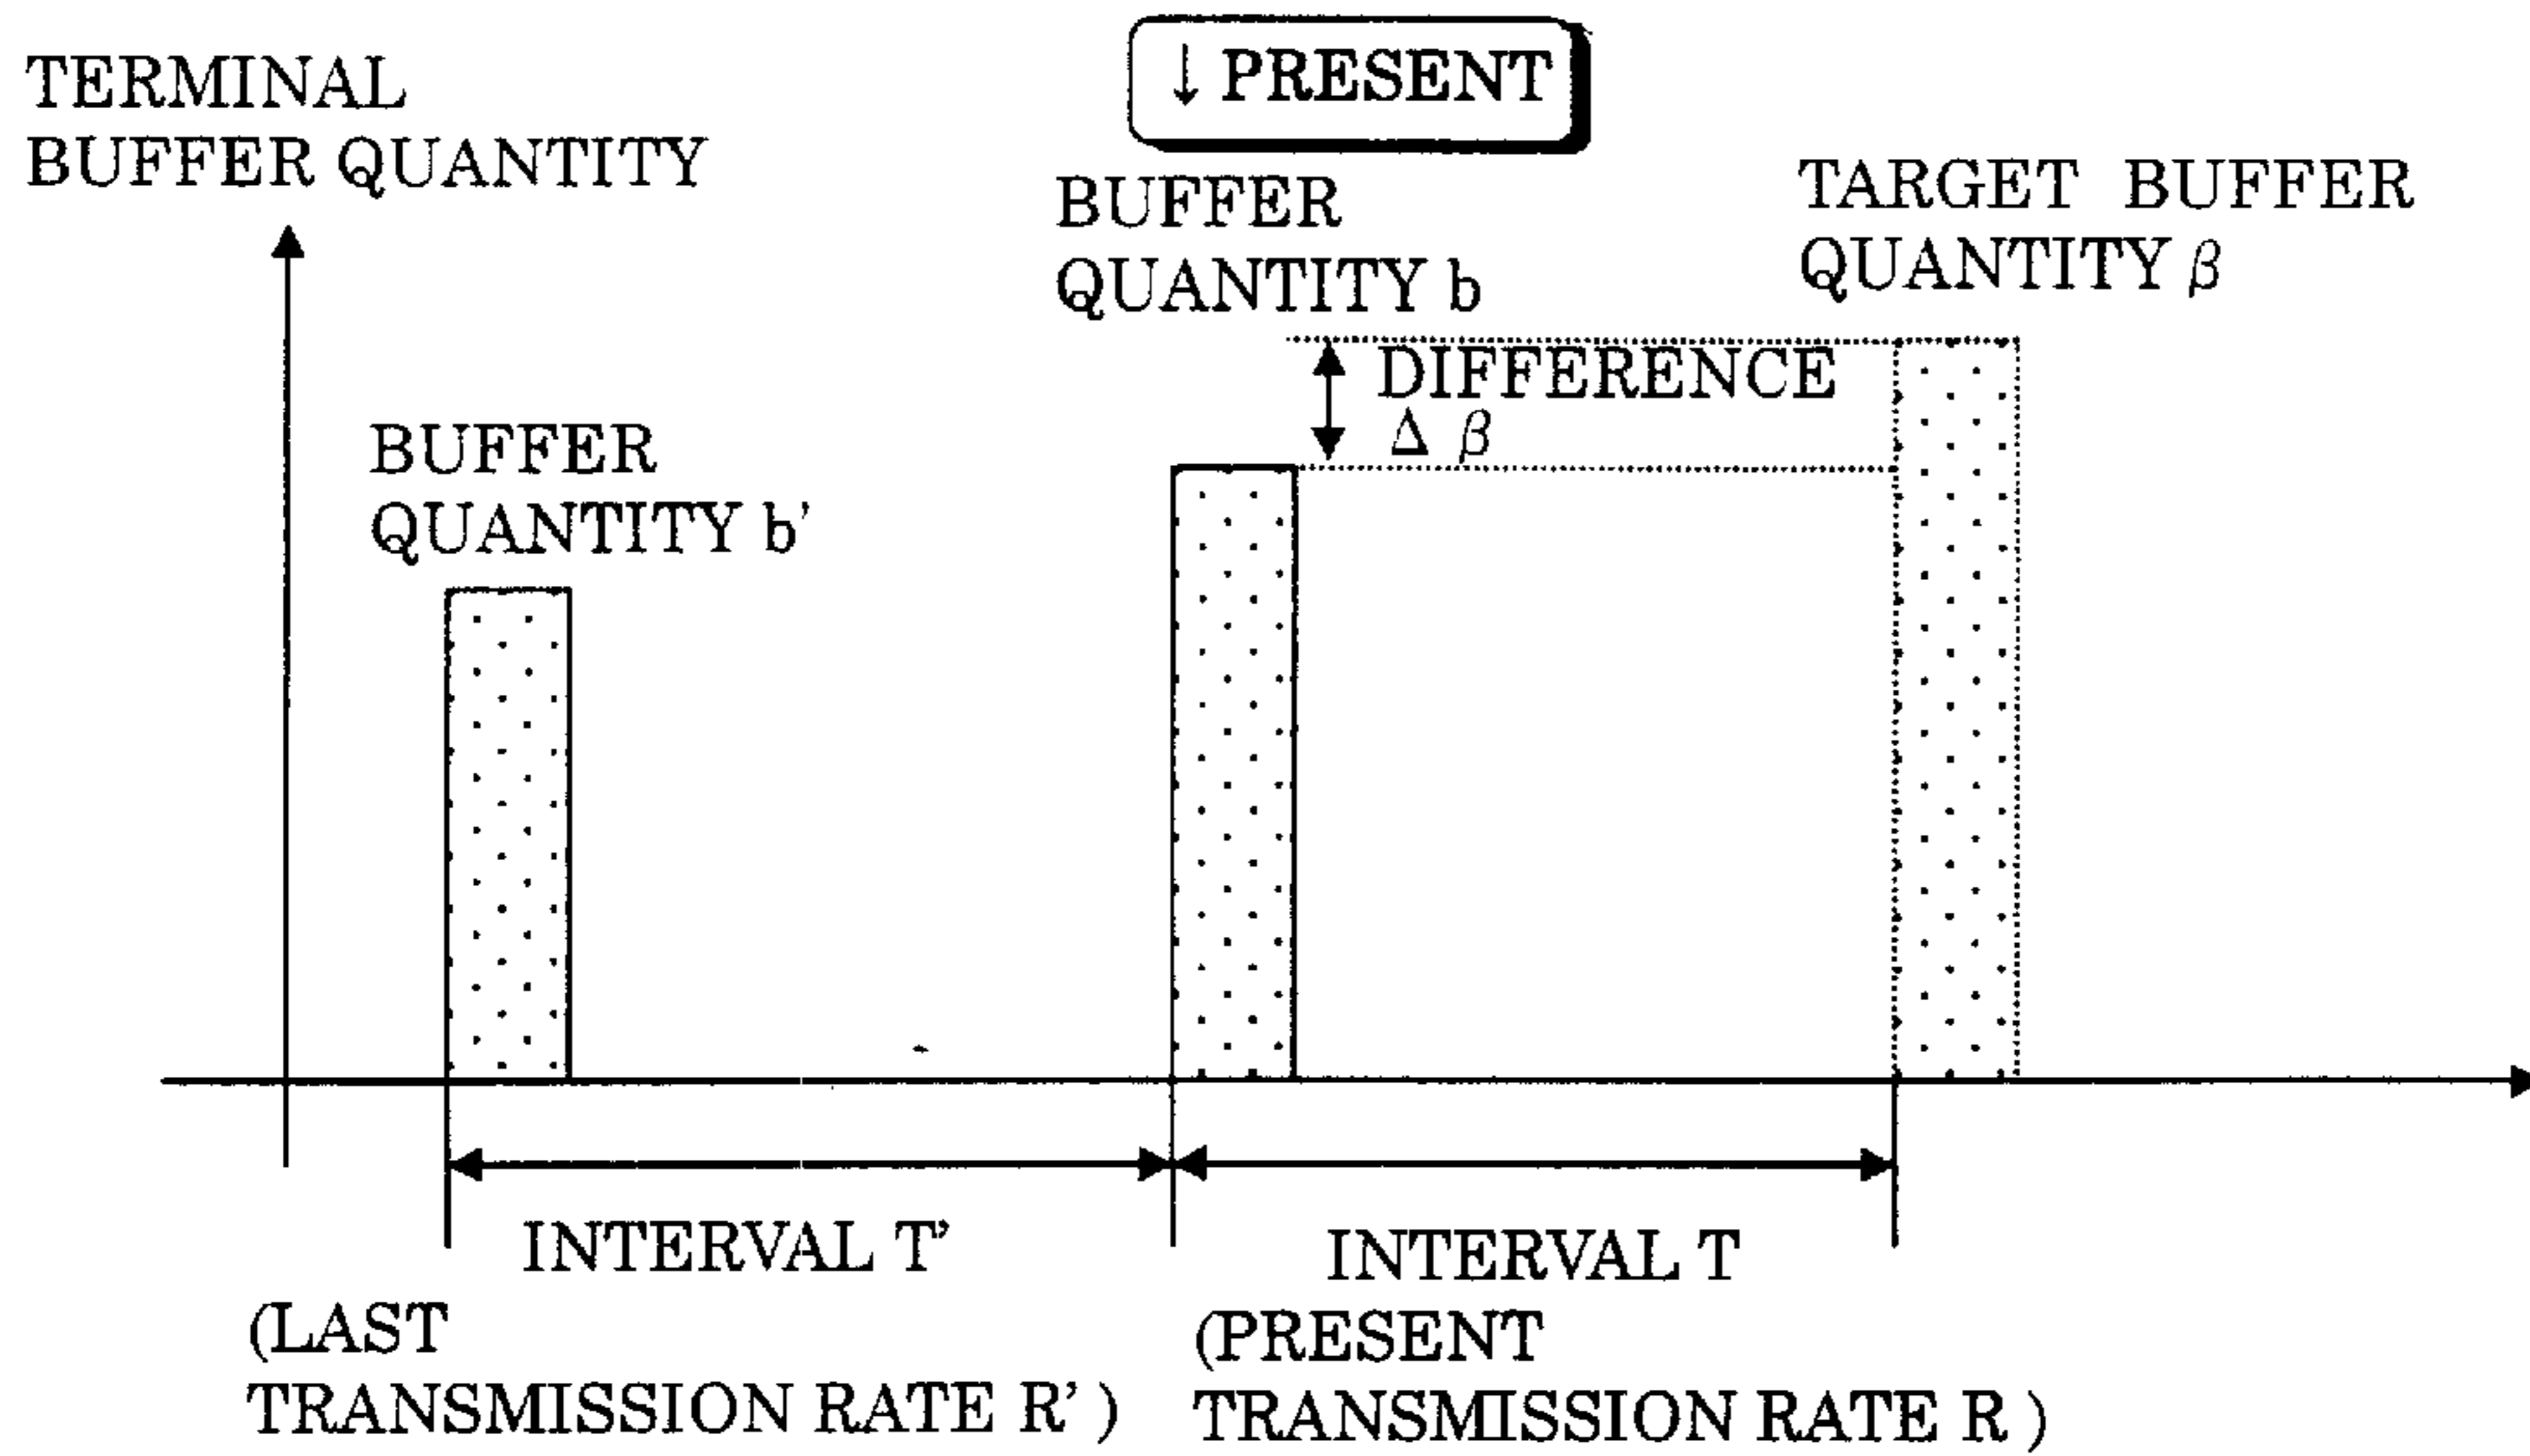 TERMINAL
BUFFER QUANTITY
↓ PRESENT
BUFFER
QUANTITY b
TARGET BUFFER
QUANTITY β
DIFFERENCE
Δ β
BUFFER
QUANTITY b'
INTERVAL T'
(LAST
TRANSMISSION RATE R' )
INTERVAL T
(PRESENT
TRANSMISSION RATE R )